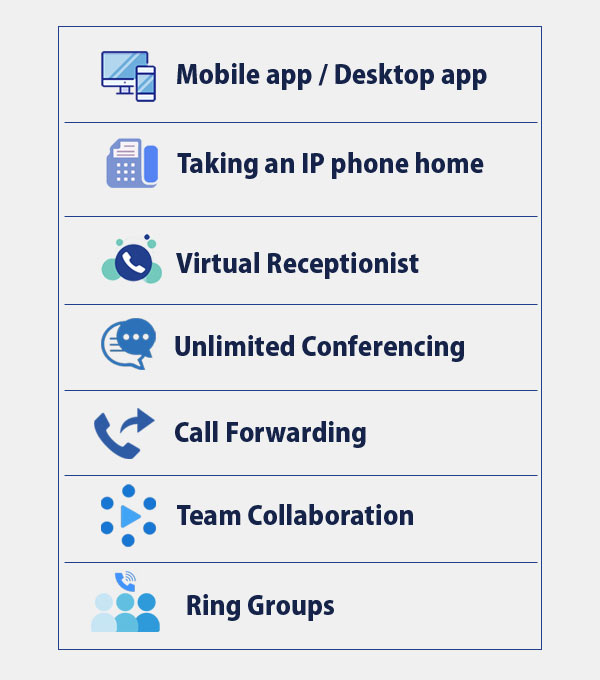 Mobile app / Desktop app
Taking an IP phone home
Virtual Receptionist
Unlimited Conferencing
Call Forwarding
Team Collaboration
Ring Groups